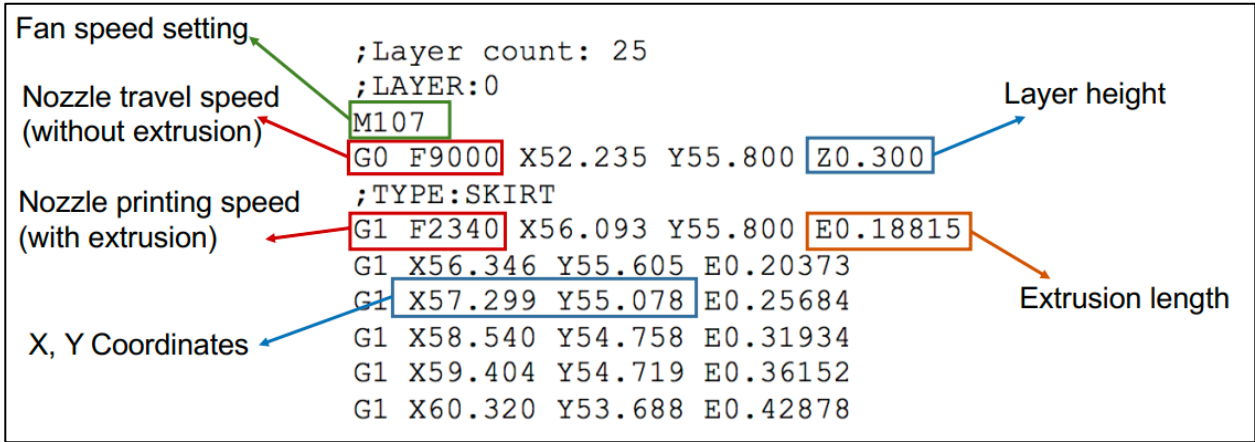 Fan speed setting
Nozzle travel speed
(without extrusion)
Nozzle printing speed
(with extrusion)
X, Y Coordinates
;Layer count: 25
;LAYER:0
M107
G0 F9000 X52.235 Y55.800 Z0.300
;TYPE:SKIRT
G1 F2340 X56.093 Y55.800 E0.18815
G1 X56.346 Y55.605 E0.20373
G1 X57.299 Y55.078 E0.25684
G1 X58.540 Y54.758 E0.31934
G1 X59.404 Y54.719 E0.36152
G1 X60.320 Y53.688 E0.42878
Layer height
Extrusion length